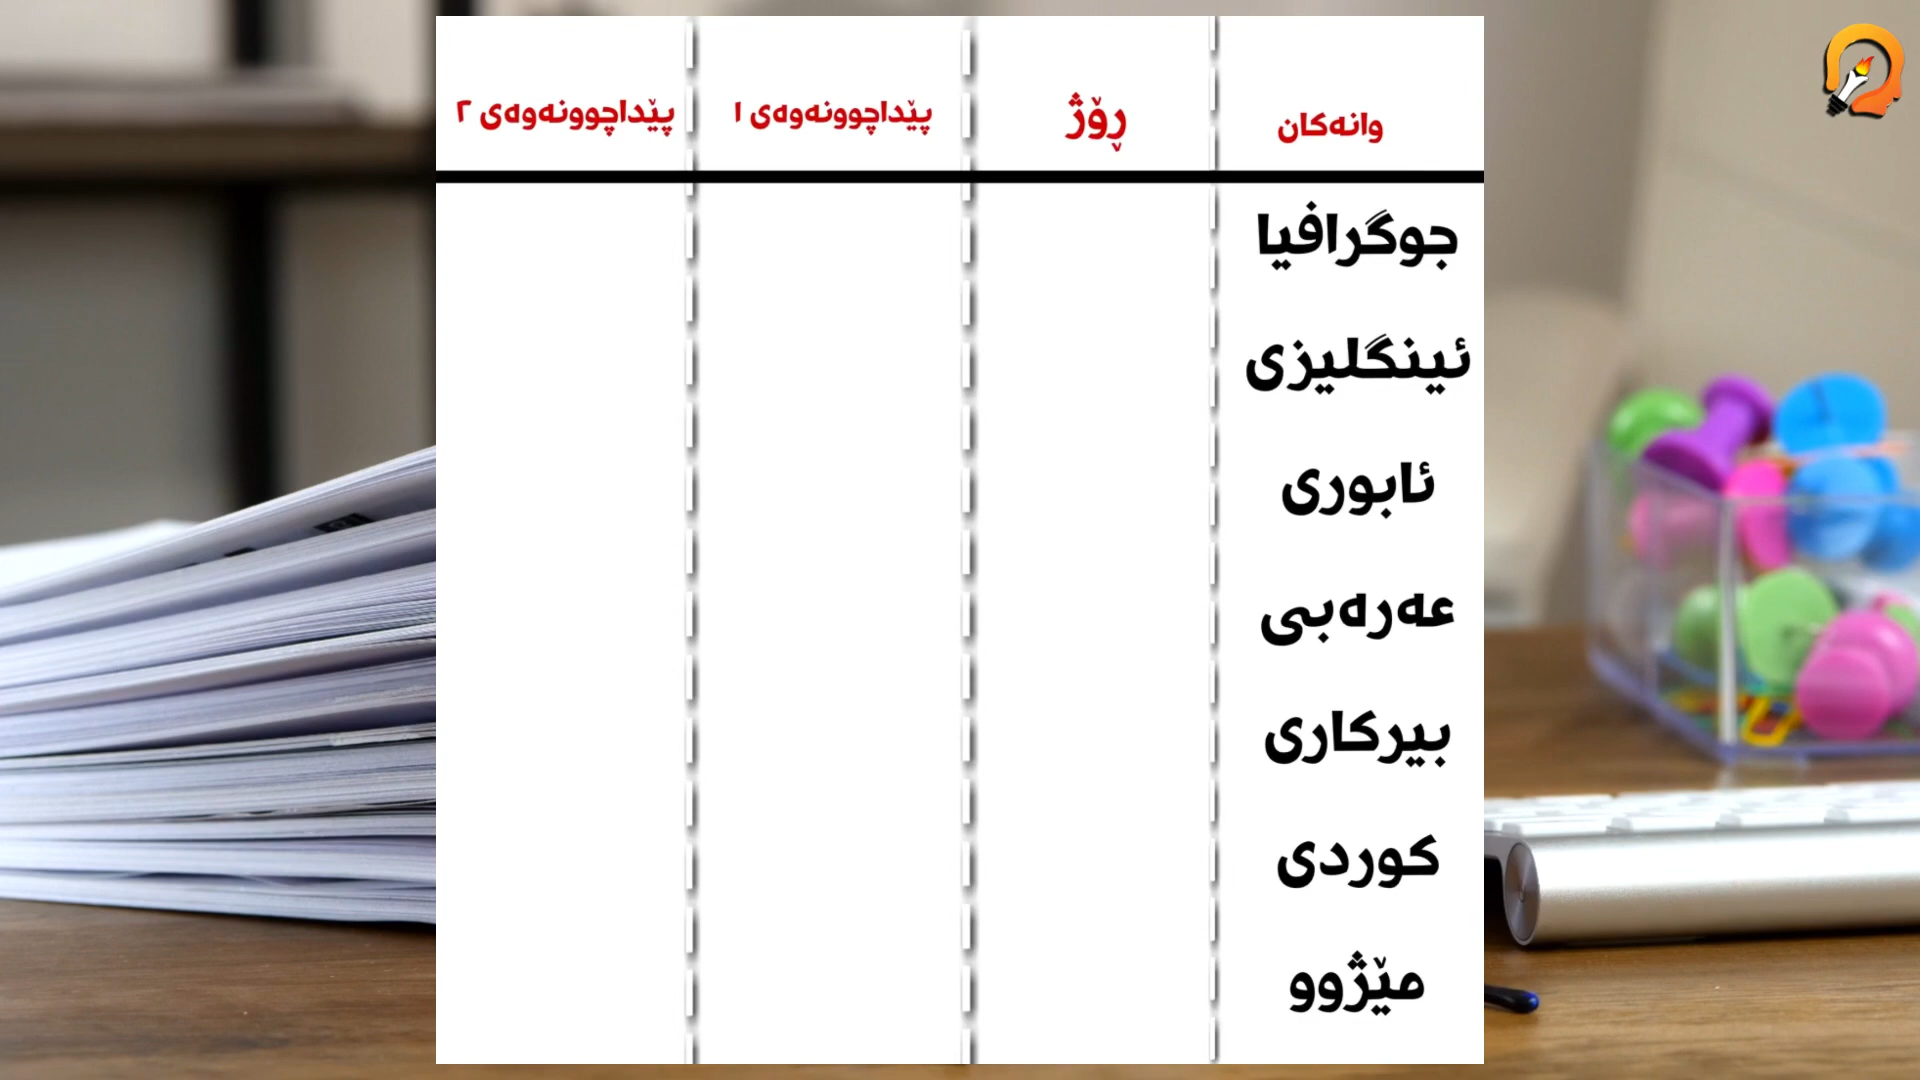 وانەکان
ڕۆژ
پێداچوونەوەی ١
پێداچوونەوەی ٢
جوگرافیا
ئینگلیزی
ئابوری
عەرەبی
بیرکاری
کوردی
مێژوو